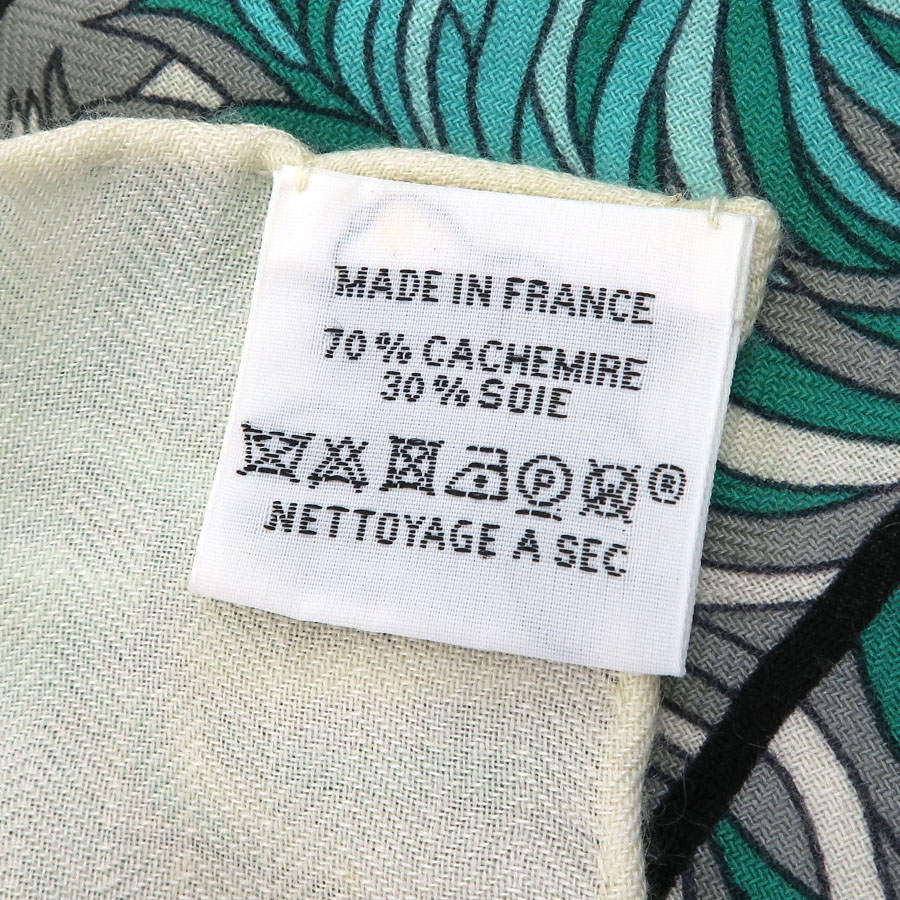 MADE IN FRANCE
70 % CACHEMIRE
30 % SOIE
P ®
NETTOYAGE A SEC